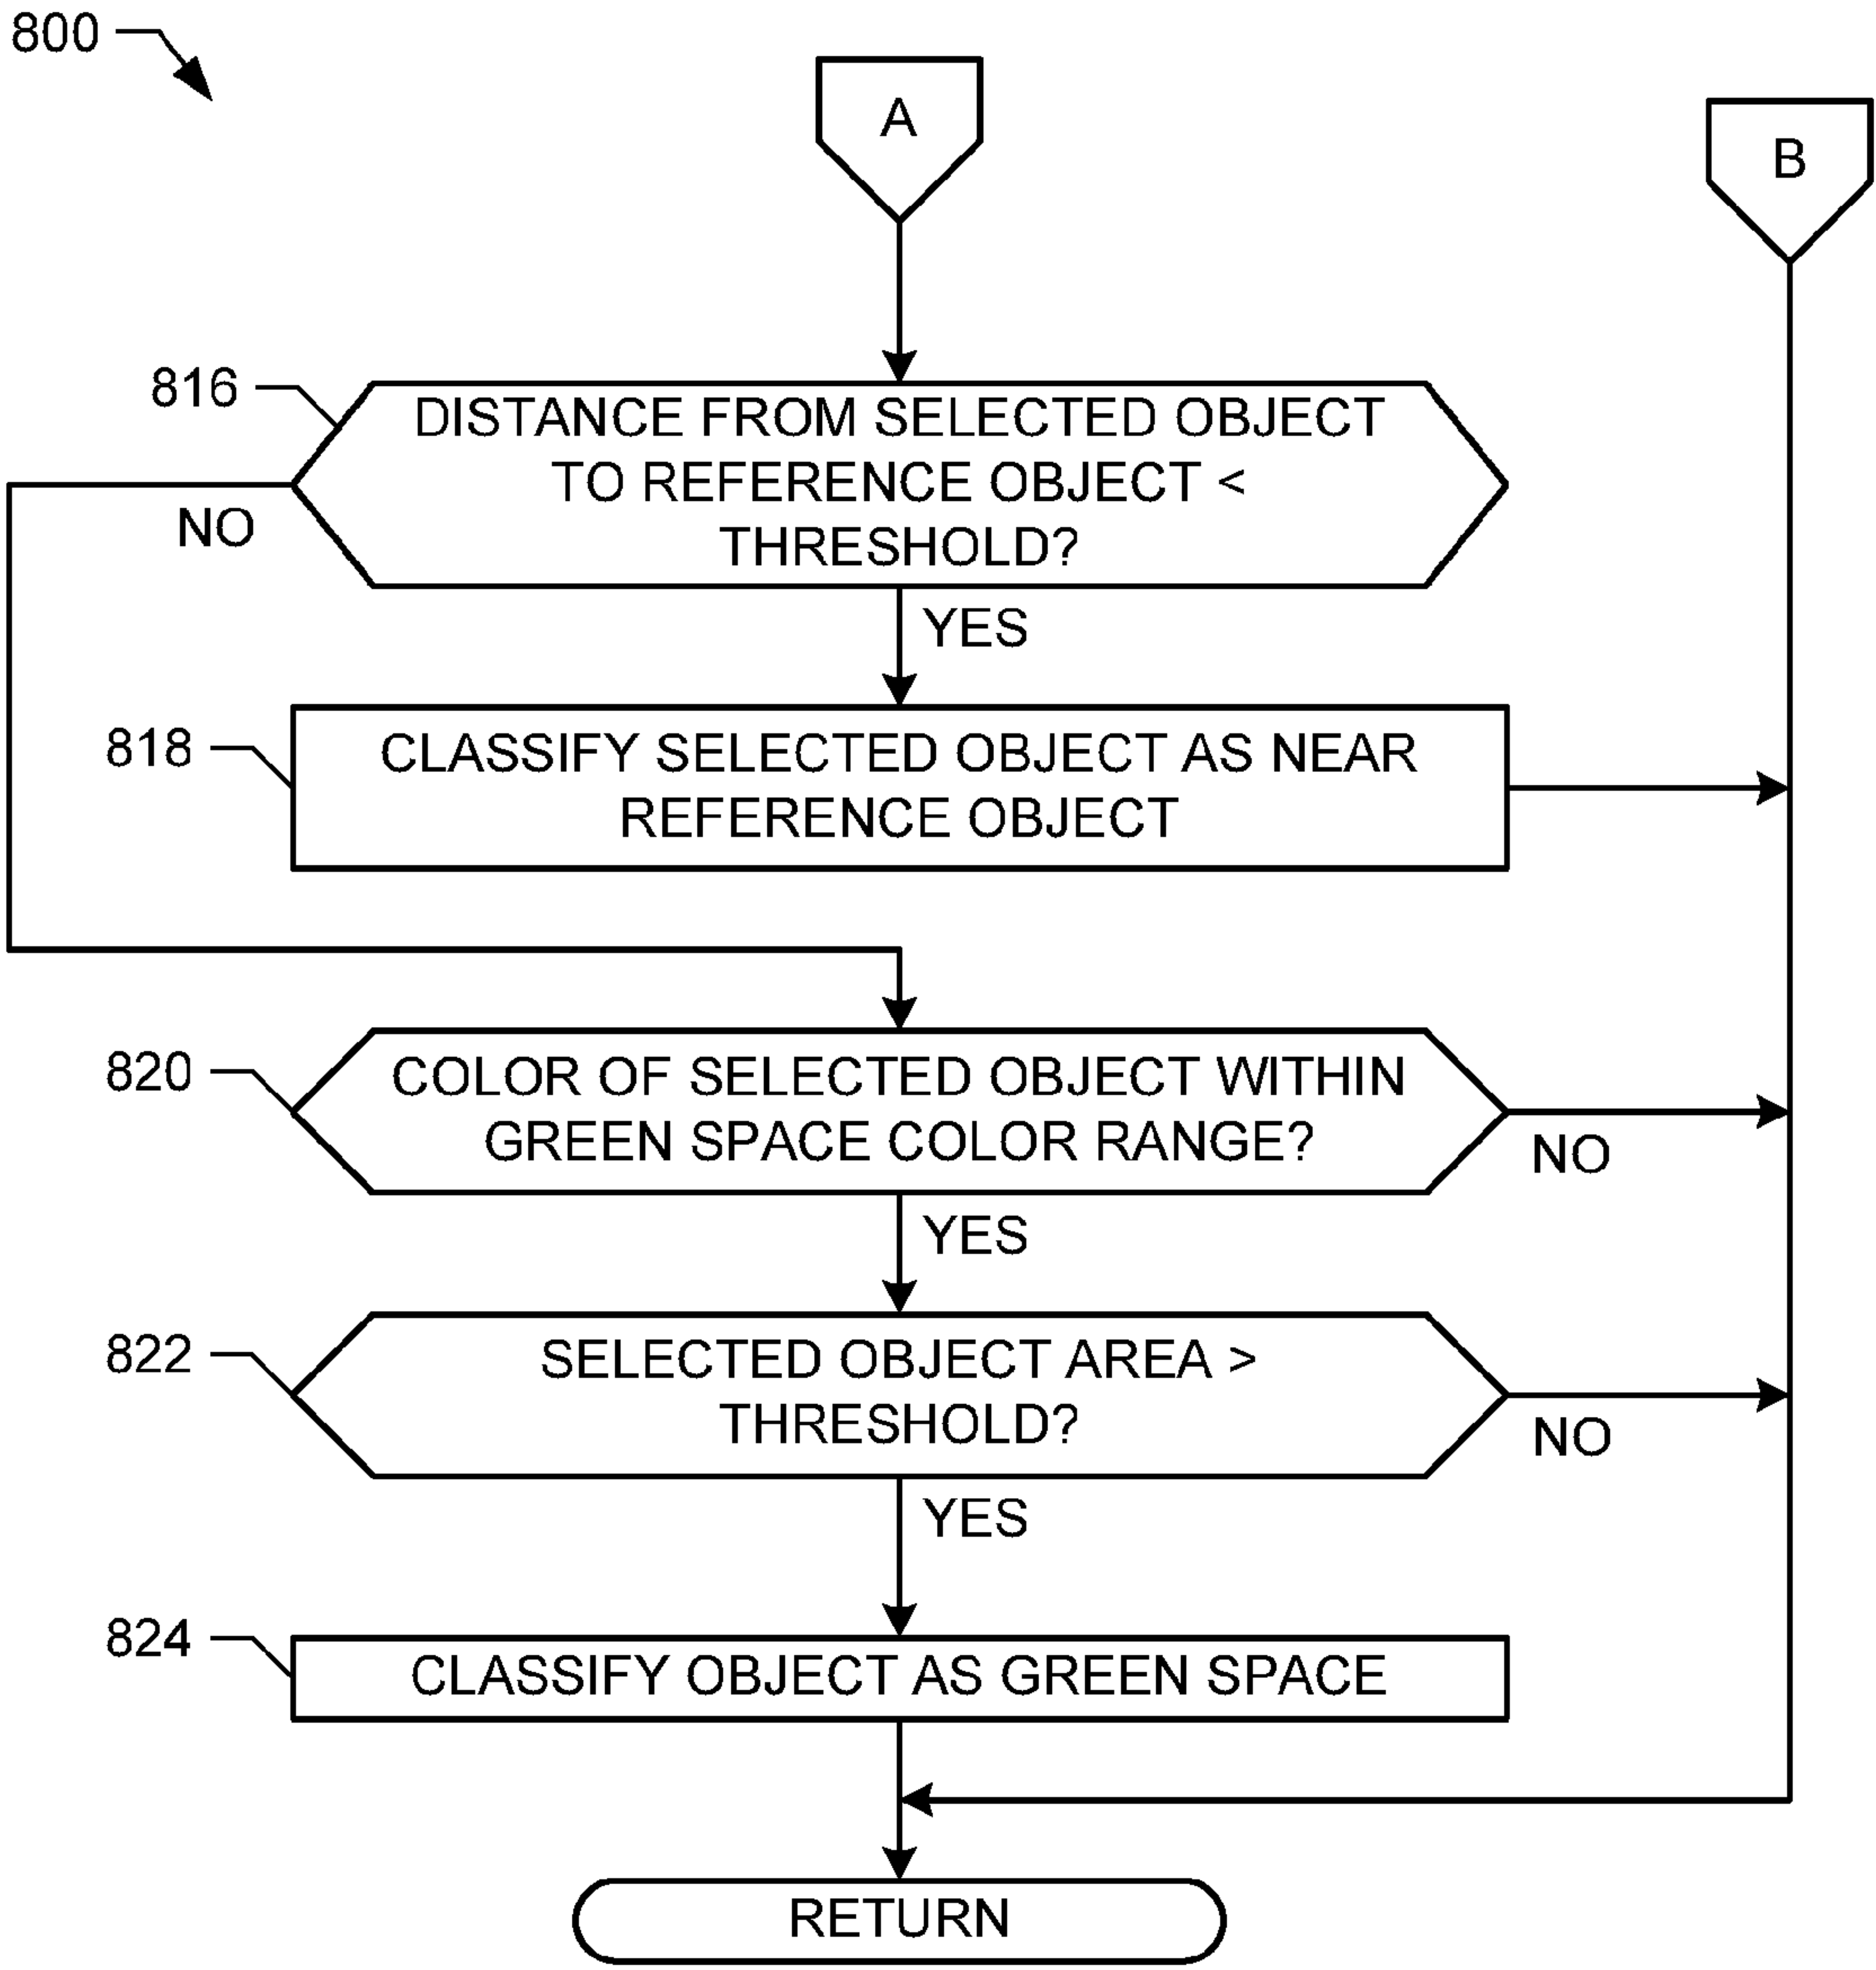 800
A
B
816
DISTANCE FROM SELECTED OBJECT
TO REFERENCE OBJECT <
THRESHOLD?
NO
YES
818
CLASSIFY SELECTED OBJECT AS NEAR
REFERENCE OBJECT
820
COLOR OF SELECTED OBJECT WITHIN
GREEN SPACE COLOR RANGE?
NO
YES
822
SELECTED OBJECT AREA >
THRESHOLD?
NO
YES
824
CLASSIFY OBJECT AS GREEN SPACE
RETURN